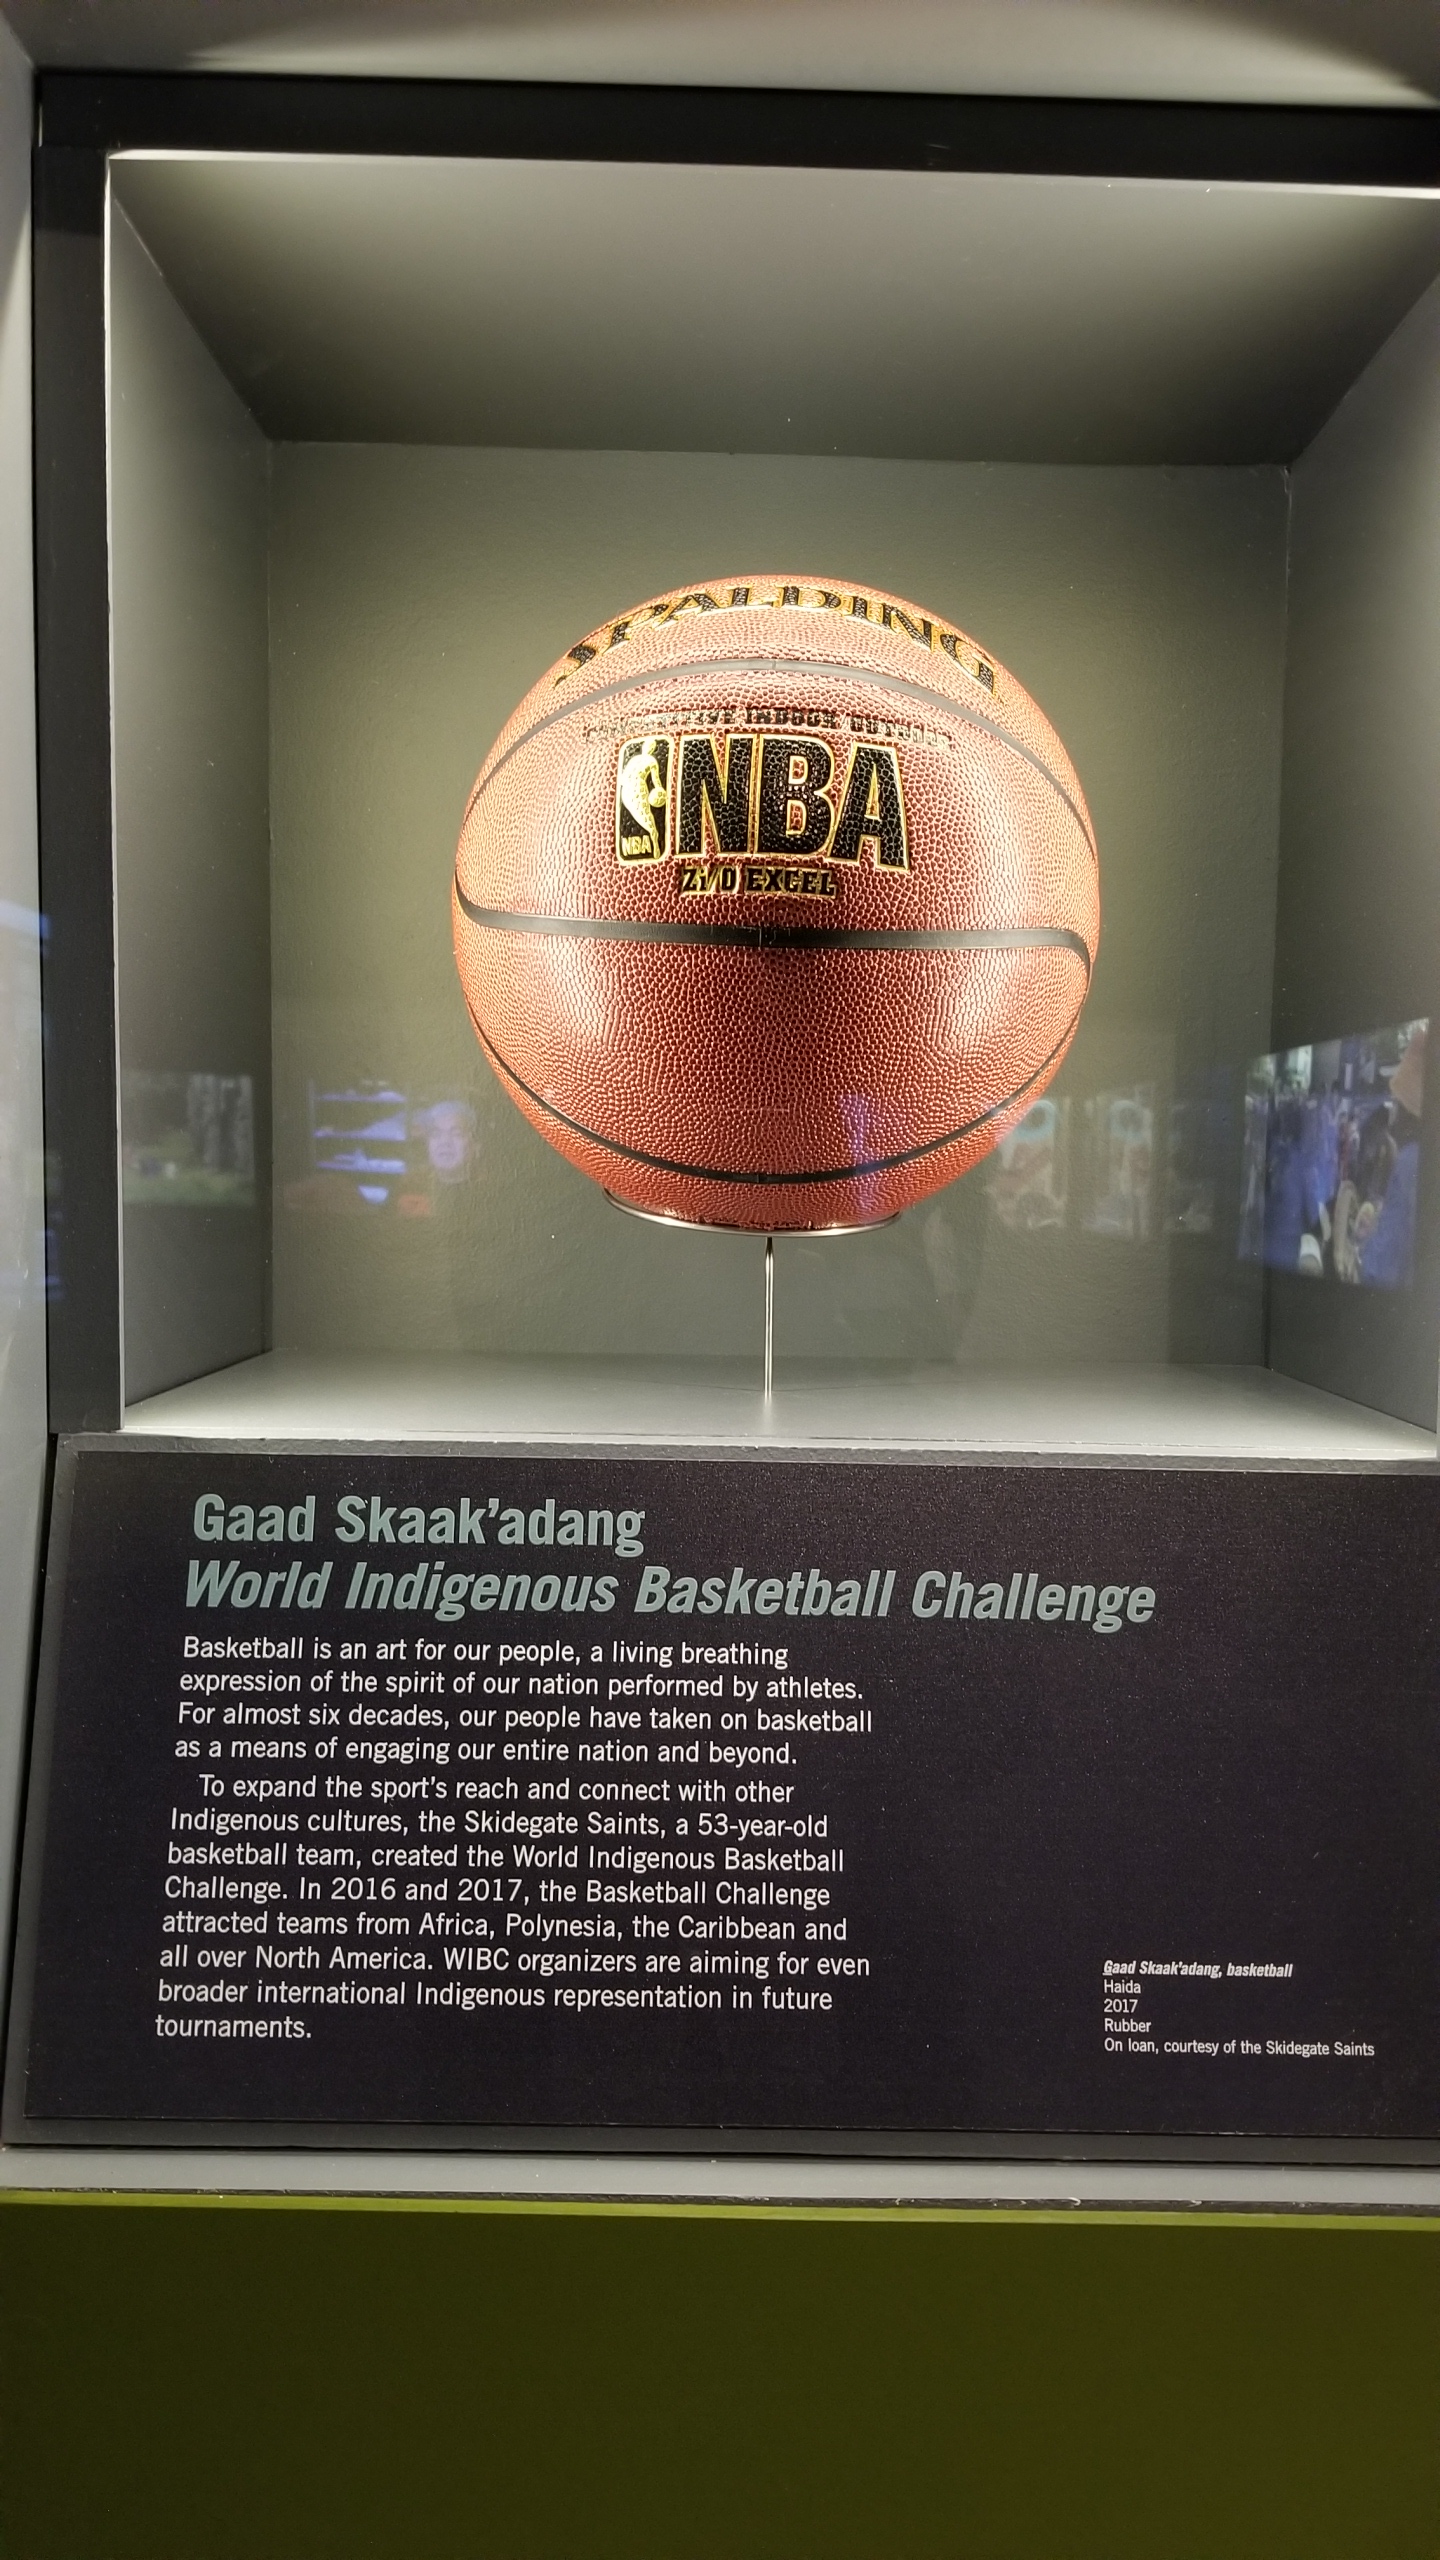 SPALDING
INDOOR OUTDOOR
NBA
NBA
Zi/O EXCEL
Gaad Skaak'adang
World Indigenous Basketball Challenge
Basketball is an art for our people, a living breathing
expression of the spirit of our nation performed by athletes.
For almost six decades, our people have taken on basketball
as a means of engaging our entire nation and beyond.
To expand the sport's reach and connect with other
Indigenous cultures, the Skidegate Saints, a 53-year-old
basketball team, created the World Indigenous Basketball
Challenge. In 2016 and 2017, the Basketball Challenge
attracted teams from Africa, Polynesia, the Caribbean and
all over North America. WIBC organizers are aiming for even
broader international Indigenous representation in future
tournaments.
Gaad Skaak'adang, basketball
Haida
2017
Rubber
On loan, courtesy of the Skidegate Saints